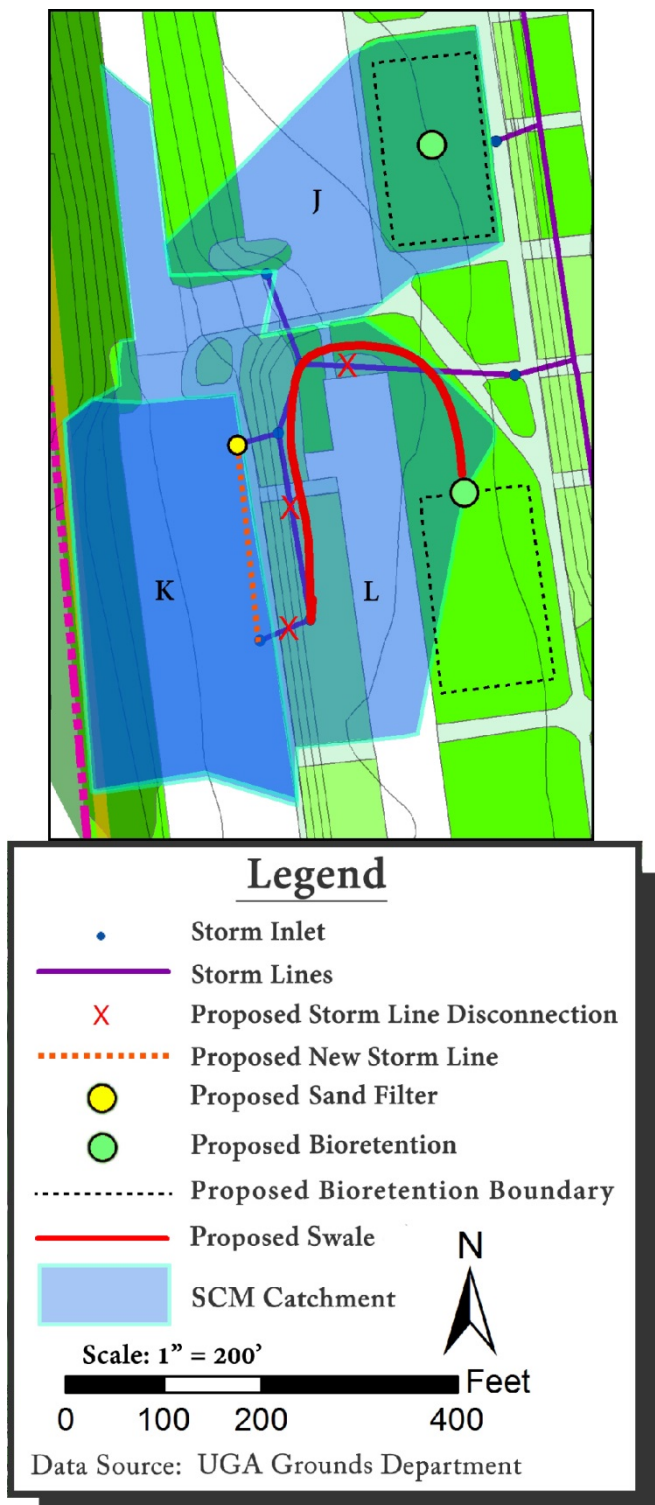 J
K
L
X
X
X
Legend
Storm Inlet
Storm Lines
X Proposed Storm Line Disconnection
Proposed New Storm Line
Proposed Sand Filter
Proposed Bioretention
Proposed Bioretention Boundary
Proposed Swale
SCM Catchment
N
Scale: 1” = 200’
Feet
0 100 200 400
Data Source: UGA Grounds Department